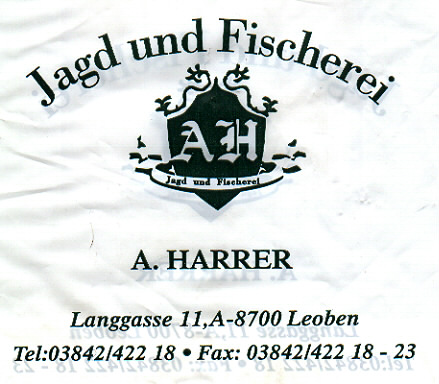 Jagd und Fischerei
AH
Jagd und Fischerei
A. HARRER
Langgasse 11,A-8700 Leoben
Tel:03842/422 18 • Fax: 03842/422 18 - 23